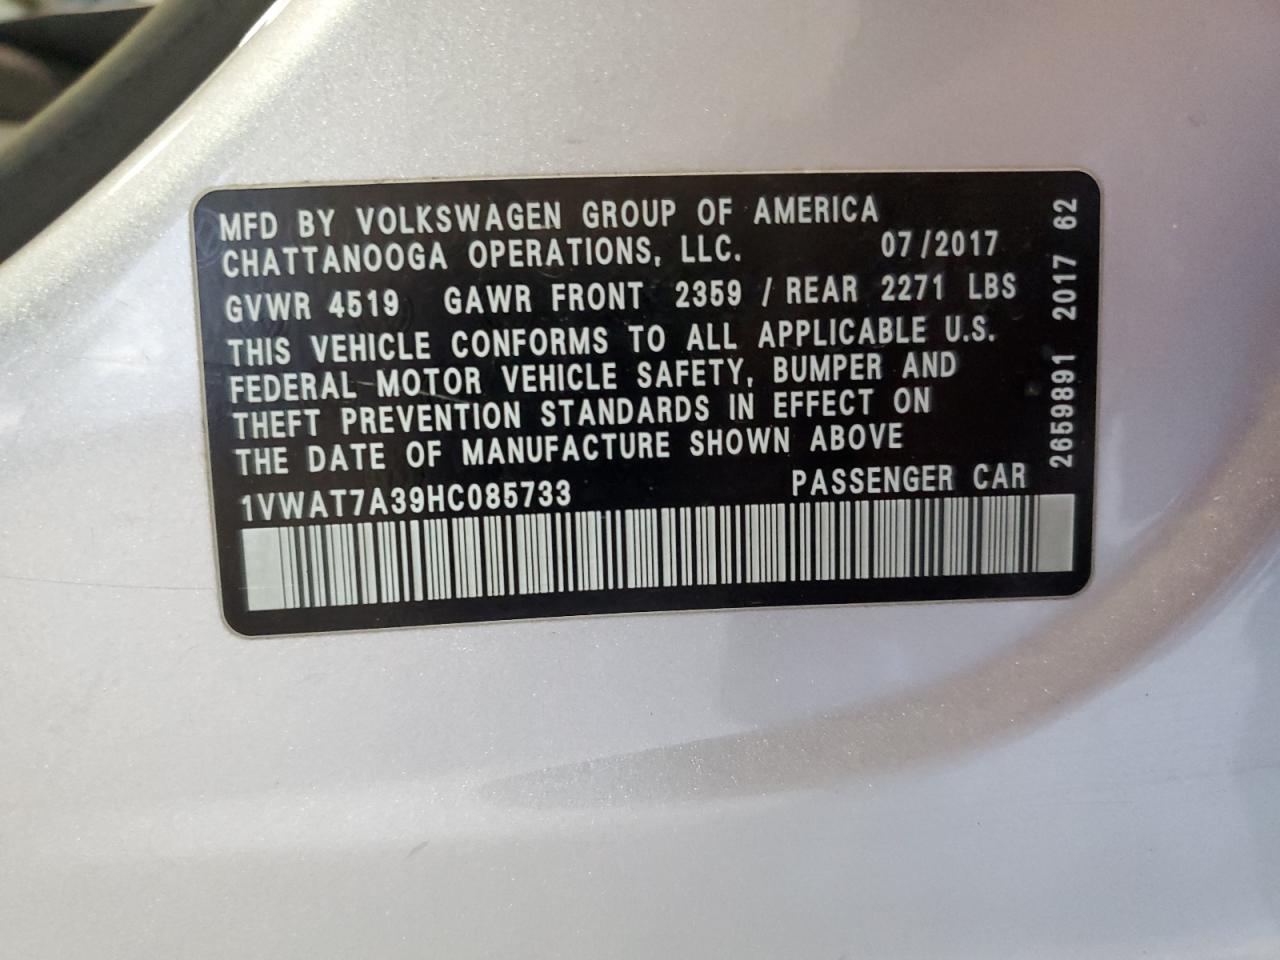 MFD BY VOLKSWAGEN GROUP OF AMERICA
CHATTANOOGA OPERATIONS, LLC. 07/2017
GVWR 4519 GAWR FRONT 2359 / REAR 2271 LBS
THIS VEHICLE CONFORMS TO ALL APPLICABLE U.S.
FEDERAL MOTOR VEHICLE SAFETY, BUMPER AND
THEFT PREVENTION STANDARDS IN EFFECT ON
THE DATE OF MANUFACTURE SHOWN ABOVE
1VWAT7A39HC085733 PASSENGER CAR
2659891 2017 62